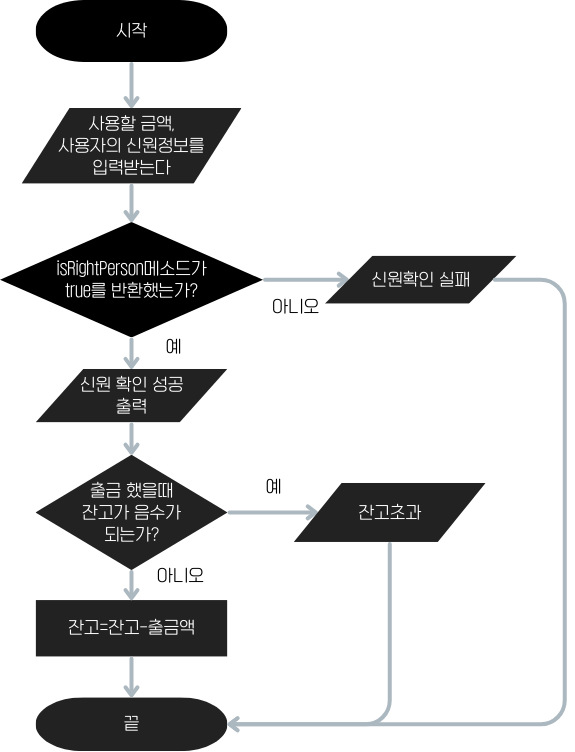 시작
사용할 금액,
사용자의 신원정보를
입력받는다
isRightPerson메소드가
true를 반환했는가?
아니오
신원확인 실패
예
신원 확인 성공
출력
출금 했을때
잔고가 음수가
되는가?
예
잔고초과
아니오
잔고=잔고-출금액
끝